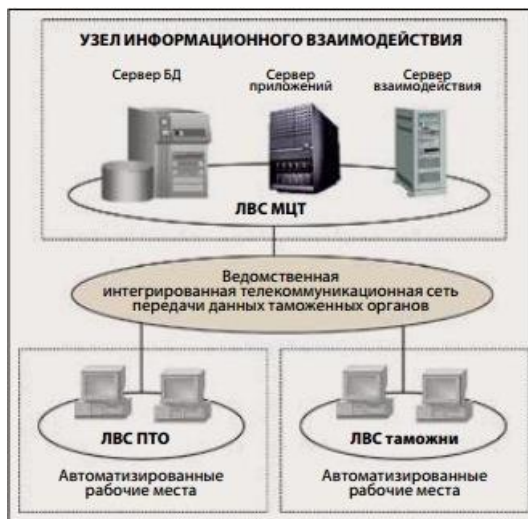 УЗЕЛ ИНФОРМАЦИОННОГО ВЗАИМОДЕЙСТВИЯ
Сервер БД
Сервер
приложений
Сервер
взаимодействия
ЛВС МЦТ
Ведомственная
интегрированная телекоммуникационная сеть
передачи данных таможенных органов
ЛВС ПТО
Автоматизированные
рабочие места
ЛВС таможни
Автоматизированные
рабочие места